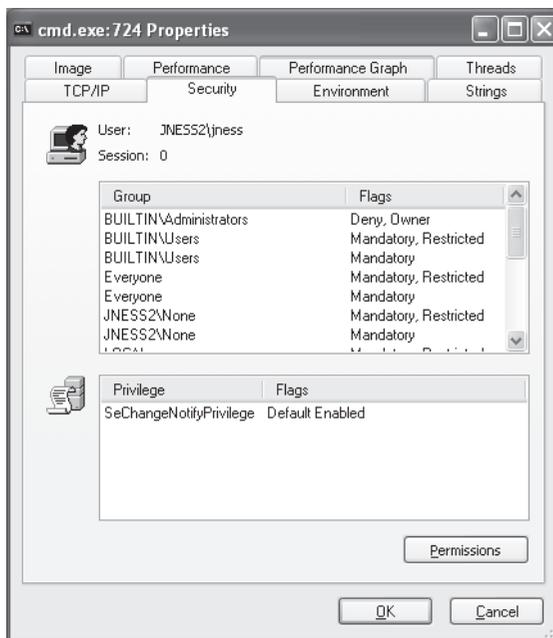 cmd.exe:724 Properties
Image Performance Performance Graph Threads
TCP/IP Security Environment Strings
User: JNESS2\jness
Session: 0
Group Flags
BUILTIN\Administrators Deny, Owner
BUILTIN\Users Mandatory, Restricted
BUILTIN\Users Mandatory
Everyone Mandatory, Restricted
Everyone Mandatory
JNESS2\None Mandatory, Restricted
JNESS2\None Mandatory
Privilege Flags
SeChangeNotifyPrivilege Default Enabled
Permissions
OK Cancel